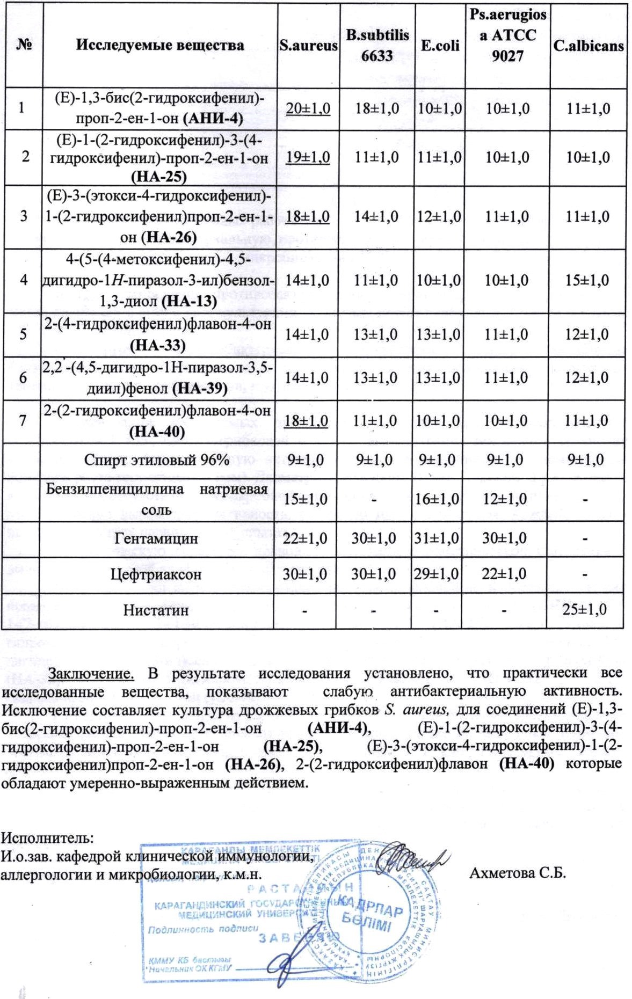 № Исследуемые вещества S.aureus B.subtilis 6633 E.coli Ps.aerugios а АТСС 9027 C.albicans
1 (Е)-1,3-бис(2-гидроксифенил)-
проп-2-ен-1-он (АНИ-4) 20±1,0 18±1,0 10±1,0 10±1,0 11±1,0
2 (Е)-1-(2-гидроксифенил)-3-(4-
гидроксифенил)-проп-2-ен-1-он
(НА-25) 19±1,0 11±1,0 11±1,0 10±1,0 10±1,0
3 (Е)-3-(этокси-4-гидроксифенил)-
1-(2-гидроксифенил)проп-2-ен-1-
он (НА-26) 18±1,0 14±1,0 12±1,0 11±1,0 11±1,0
4 4-(5-(4-метоксифенил)-4,5-
дигидро-1Н-пиразол-3-ил)бензол-
1,3-диол (НА-13) 14±1,0 11±1,0 10±1,0 10±1,0 15±1,0
5 2-(4-гидроксифенил)флавон-4-он
(НА-33) 14±1,0 13±1,0 13±1,0 11±1,0 12±1,0
6 2,2'-(4,5-дигидро-1Н-пиразол-3,5-
диил)фенол (НА-39) 14±1,0 13±1,0 13±1,0 11±1,0 12±1,0
7 2-(2-гидроксифенил)флавон-4-он
(НА-40) 18±1,0 11±1,0 10±1,0 10±1,0 11±1,0
Спирт этиловый 96% 9±1,0 9±1,0 9±1,0 9±1,0 9±1,0
Бензилпенициллина натриевая
соль 15±1,0 - 16±1,0 12±1,0 -
Гентамицин 22±1,0 30±1,0 31±1,0 30±1,0 -
Цефтриаксон 30±1,0 30±1,0 29±1,0 22±1,0 -
Нистатин - - - - 25±1,0
Заключение. В результате исследования установлено, что практически все
исследованные вещества, показывают слабую антибактериальную активность.
Исключение составляет культура дрожжевых грибков S. aureus, для соединений (Е)-1,3-
бис(2-гидроксифенил)-проп-2-ен-1-он (АНИ-4), (Е)-1-(2-гидроксифенил)-3-(4-
гидроксифенил)-проп-2-ен-1-он (НА-25), (Е)-3-(этокси-4-гидроксифенил)-1-(2-
гидроксифенил)проп-2-ен-1-он (НА-26), 2-(2-гидроксифенил)флавон (НА-40) которые
обладают умеренно-выраженным действием.
Исполнитель:
И.о.зав. кафедрой клинической иммунологии,
аллергологии и микробиологии, к.м.н. Ахметова С.Б.
ҚАРАҒАНДЫ МЕМЛЕКЕТТІК
МЕДИЦИНА УНИВЕРСИТЕТІ
РАСТАЙМЫН
КАРАГАНДИНСКИЙ ГОСУДАРСТВЕННЫЙ
МЕДИЦИНСКИЙ УНИВЕРСИТЕТ
Подлинность подписи
ЗАВЕРЯЮ
ҚММУ КБ бастығы
Начальник ОК КГМУ
КАДРЛАР
БӨЛІМІ